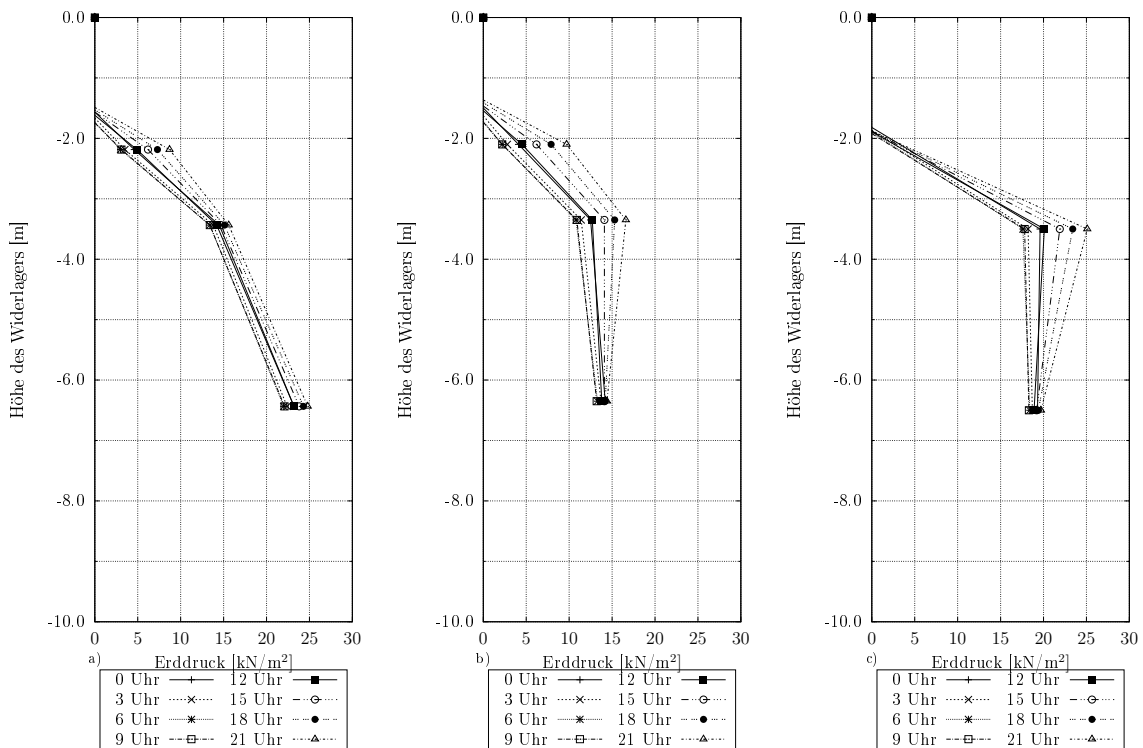 0.0
-2.0
-4.0
-6.0
-8.0
-10.0
Höhe des Widerlagers [m]
0 5 10 15 20 25 30
a) Erddruck [kN/m²]
0 Uhr 12 Uhr
3 Uhr 15 Uhr
6 Uhr 18 Uhr
9 Uhr 21 Uhr
0.0
-2.0
-4.0
-6.0
-8.0
-10.0
Höhe des Widerlagers [m]
0 5 10 15 20 25 30
b) Erddruck [kN/m²]
0 Uhr 12 Uhr
3 Uhr 15 Uhr
6 Uhr 18 Uhr
9 Uhr 21 Uhr
0.0
-2.0
-4.0
-6.0
-8.0
-10.0
Höhe des Widerlagers [m]
0 5 10 15 20 25 30
c) Erddruck [kN/m²]
0 Uhr 12 Uhr
3 Uhr 15 Uhr
6 Uhr 18 Uhr
9 Uhr 21 Uhr